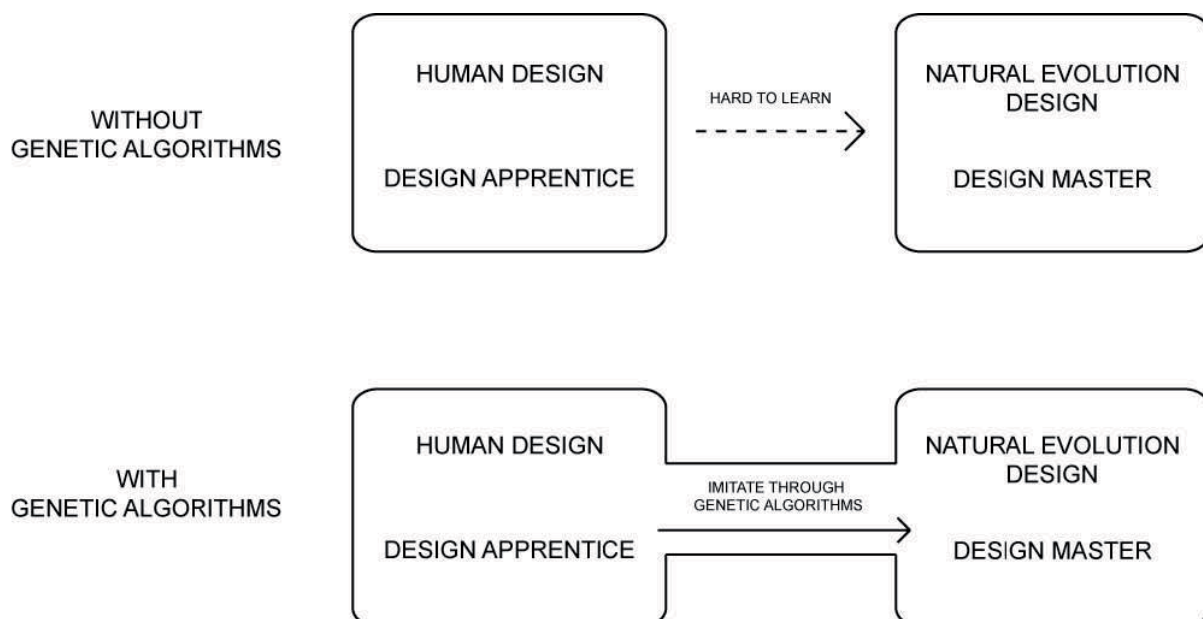 WITHOUT
GENETIC ALGORITHMS
HUMAN DESIGN
DESIGN APPRENTICE
HARD TO LEARN
NATURAL EVOLUTION
DESIGN
DESIGN MASTER
WITH
GENETIC ALGORITHMS
HUMAN DESIGN
DESIGN APPRENTICE
IMITATE THROUGH
GENETIC ALGORITHMS
NATURAL EVOLUTION
DESIGN
DESIGN MASTER